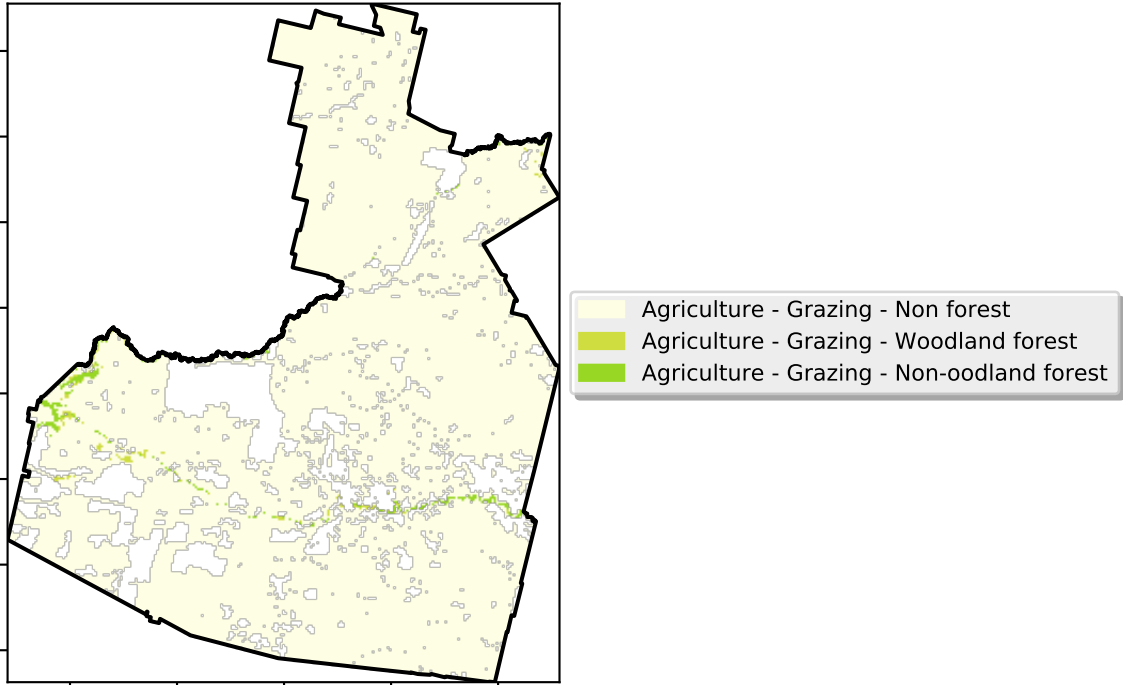 Agriculture - Grazing - Non forest
Agriculture - Grazing - Woodland forest
Agriculture - Grazing - Non-oodland forest